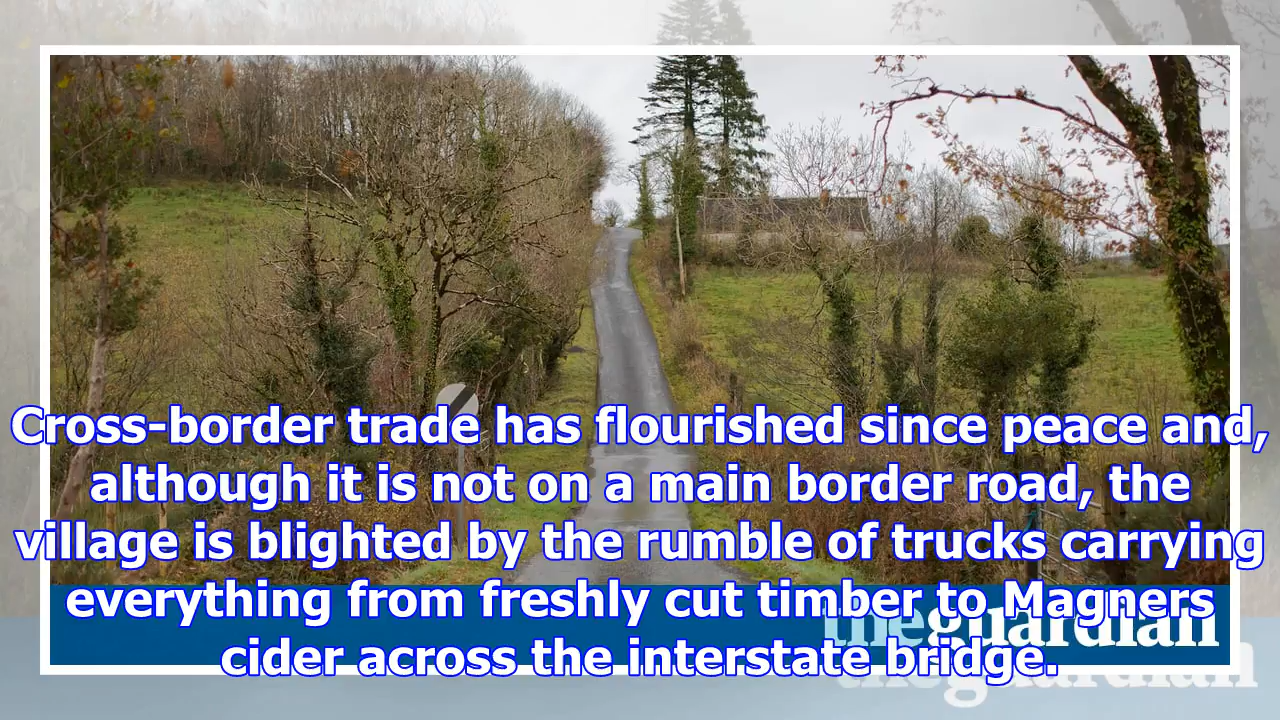 Cross-border trade has flourished since peace and,
although it is not on a main border road, the
village is blighted by the rumble of trucks carrying
everything from freshly cut timber to Magners
cider across the interstate bridge.
theguardian
theguardian